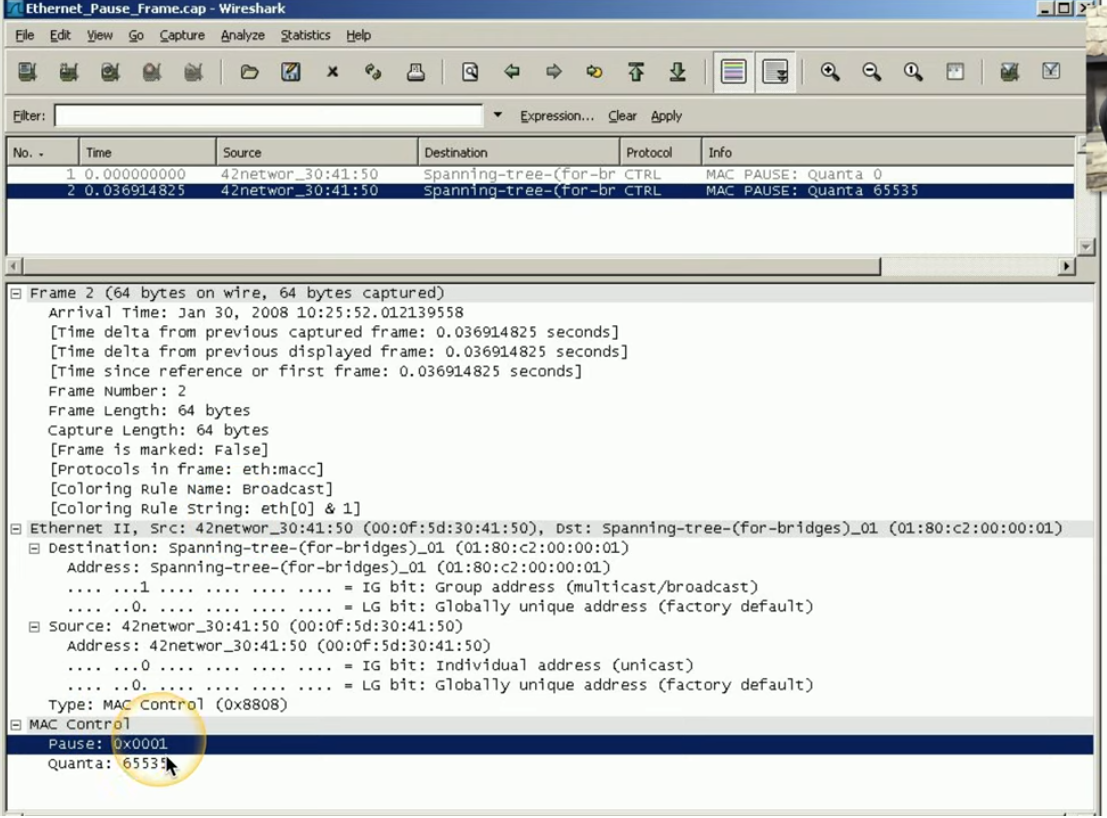 Ethernet_Pause_Frame.cap - Wireshark
File Edit View Go Capture Analyze Statistics Help
Filter: Expression... Clear Apply
No. - Time Source Destination Protocol Info
1 0.000000000 42networ_30:41:50 Spanning-tree-(for-br CTRL MAC PAUSE: Quanta 0
2 0.036914825 42networ_30:41:50 Spanning-tree-(for-br CTRL MAC PAUSE: Quanta 65535
Frame 2 (64 bytes on wire, 64 bytes captured)
Arrival Time: Jan 30, 2008 10:25:52.012139558
[Time delta from previous captured frame: 0.036914825 seconds]
[Time delta from previous displayed frame: 0.036914825 seconds]
[Time since reference or first frame: 0.036914825 seconds]
Frame Number: 2
Frame Length: 64 bytes
Capture Length: 64 bytes
[Frame is marked: False]
[Protocols in frame: eth:macc]
[Coloring Rule Name: Broadcast]
[Coloring Rule String: eth[0] & 1]
Ethernet II, Src: 42networ_30:41:50 (00:0f:5d:30:41:50), Dst: Spanning-tree-(for-bridges)_01 (01:80:c2:00:00:01)
Destination: Spanning-tree-(for-bridges)_01 (01:80:c2:00:00:01)
Address: Spanning-tree-(for-bridges)_01 (01:80:c2:00:00:01)
.... ...1 .... .... .... .... = IG bit: Group address (multicast/broadcast)
.... ..0. .... .... .... .... = LG bit: Globally unique address (factory default)
Source: 42networ_30:41:50 (00:0f:5d:30:41:50)
Address: 42networ_30:41:50 (00:0f:5d:30:41:50)
.... ...0 .... .... .... .... = IG bit: Individual address (unicast)
.... ..0. .... .... .... .... = LG bit: Globally unique address (factory default)
Type: MAC Control (0x8808)
MAC Control
Pause: 0x0001
Quanta: 65535